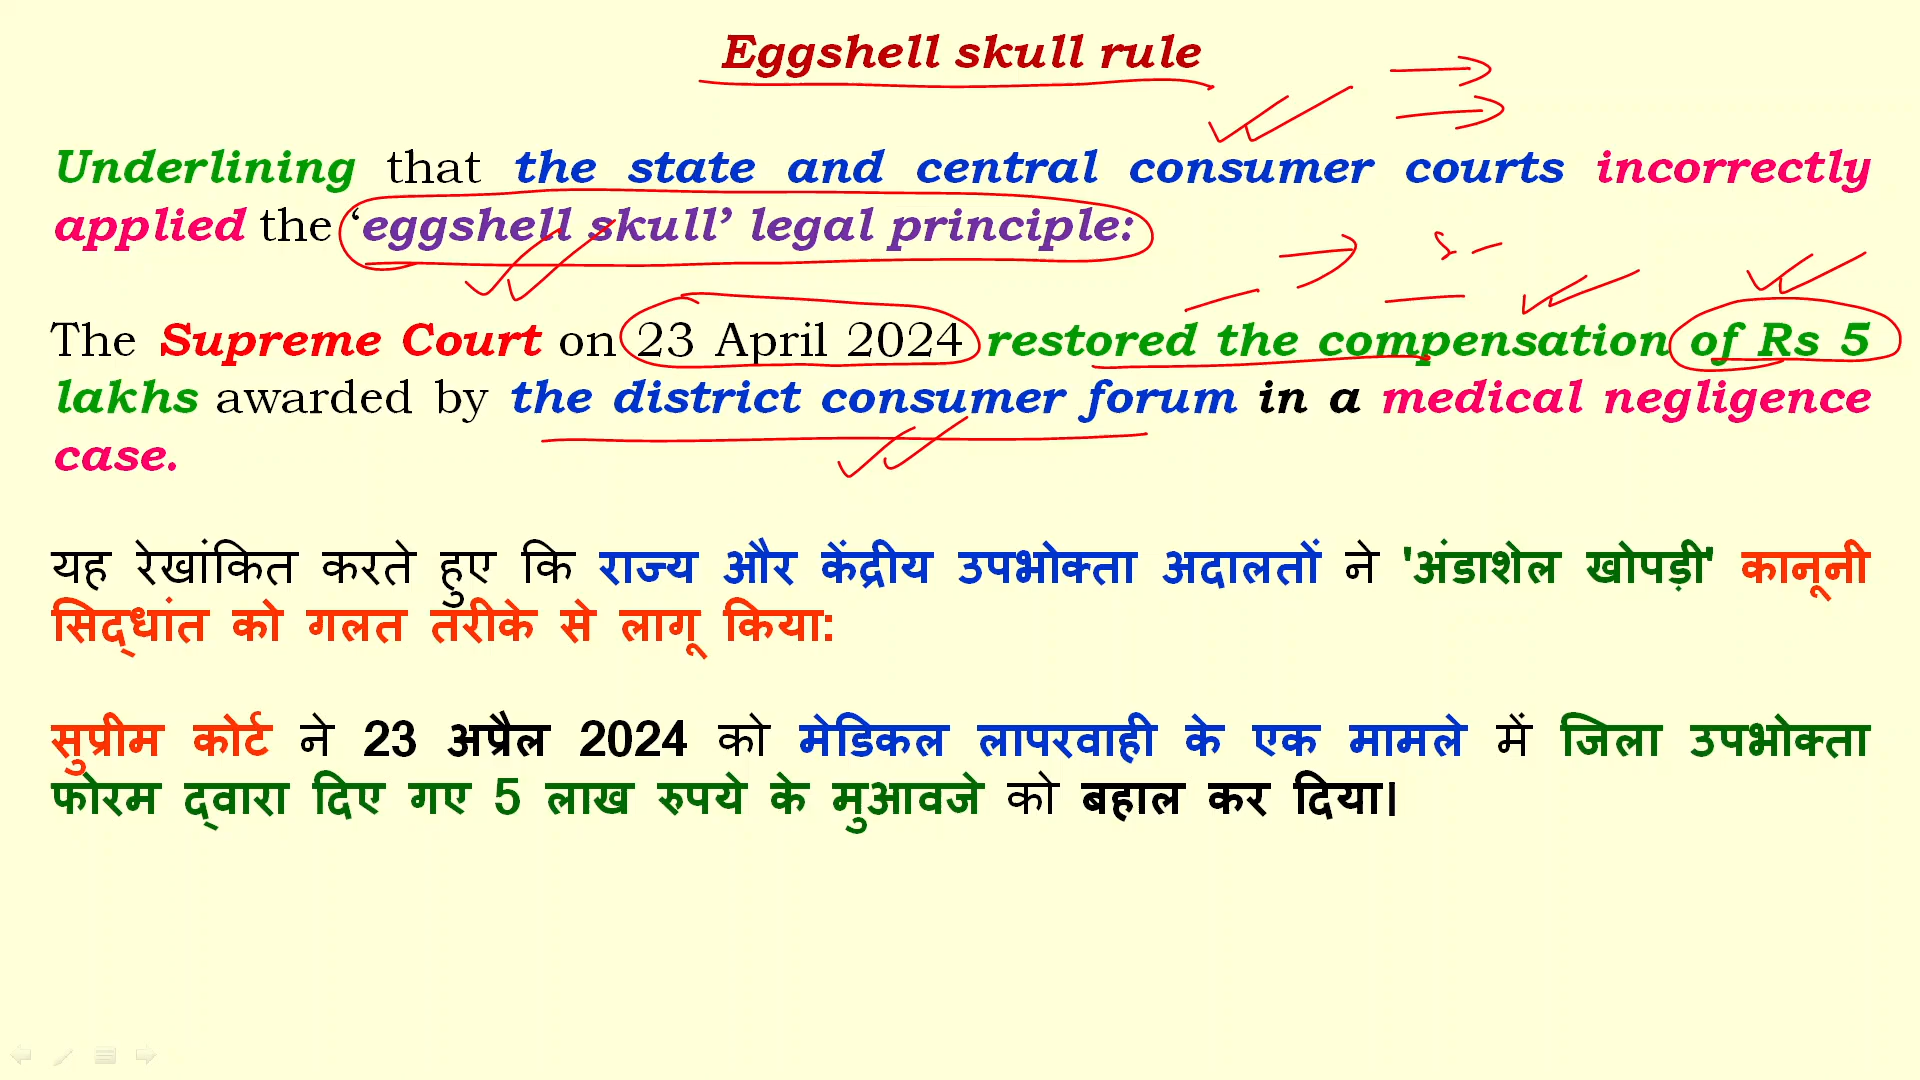 Eggshell skull rule
Underlining that the state and central consumer courts incorrectly
applied the ‘eggshell skull’ legal principle:
The Supreme Court on 23 April 2024 restored the compensation of Rs 5
lakhs awarded by the district consumer forum in a medical negligence
case.
यह रेखांकित करते हुए कि राज्य और केंद्रीय उपभोक्ता अदालतों ने 'अंडाशेल खोपड़ी' कानूनी
सिद्धांत को गलत तरीके से लागू किया:
सुप्रीम कोर्ट ने 23 अप्रैल 2024 को मेडिकल लापरवाही के एक मामले में जिला उपभोक्ता
फोरम द्वारा दिए गए 5 लाख रुपये के मुआवजे को बहाल कर दिया।